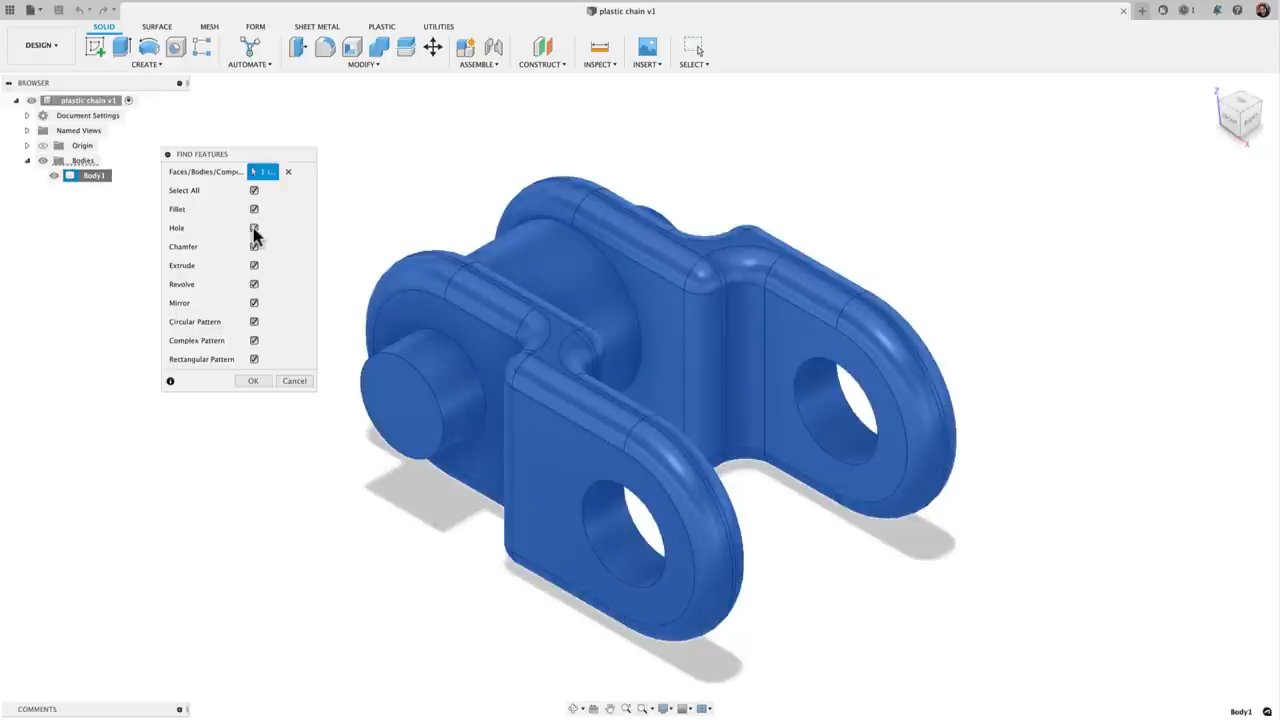 plastic chain v1
1
SOLID SURFACE MESH FORM SHEET METAL PLASTIC UTILITIES
DESIGN
CREATE AUTOMATE MODIFY ASSEMBLE CONSTRUCT INSPECT INSERT SELECT
BROWSER
plastic chain v1
Document Settings
Named Views
Origin
Bodies
Body1
FIND FEATURES
Faces/Bodies/Compu... 1 s...
Select All
Fillet
Hole
Chamfer
Extrude
Revolve
Mirror
Circular Pattern
Complex Pattern
Rectangular Pattern
OK Cancel
Z
X
COMMENTS
Body1